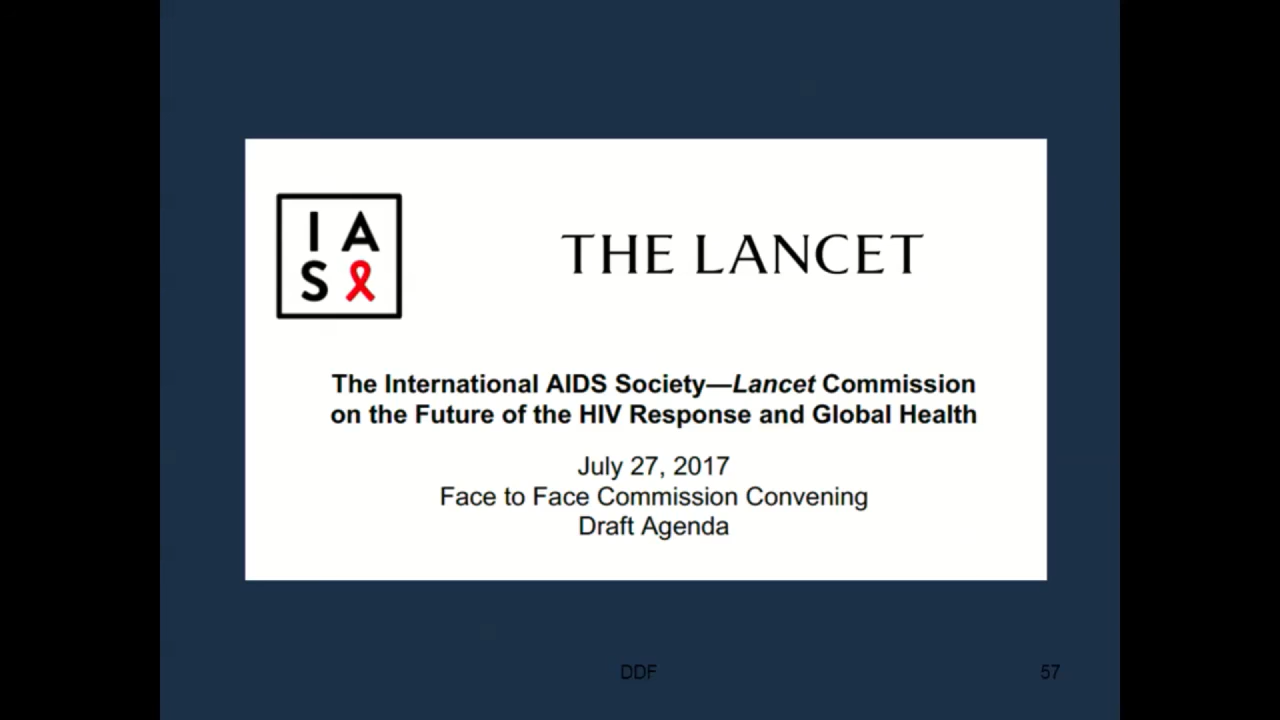 I A
S
THE LANCET
The International AIDS Society—Lancet Commission
on the Future of the HIV Response and Global Health
July 27, 2017
Face to Face Commission Convening
Draft Agenda
DDF
57